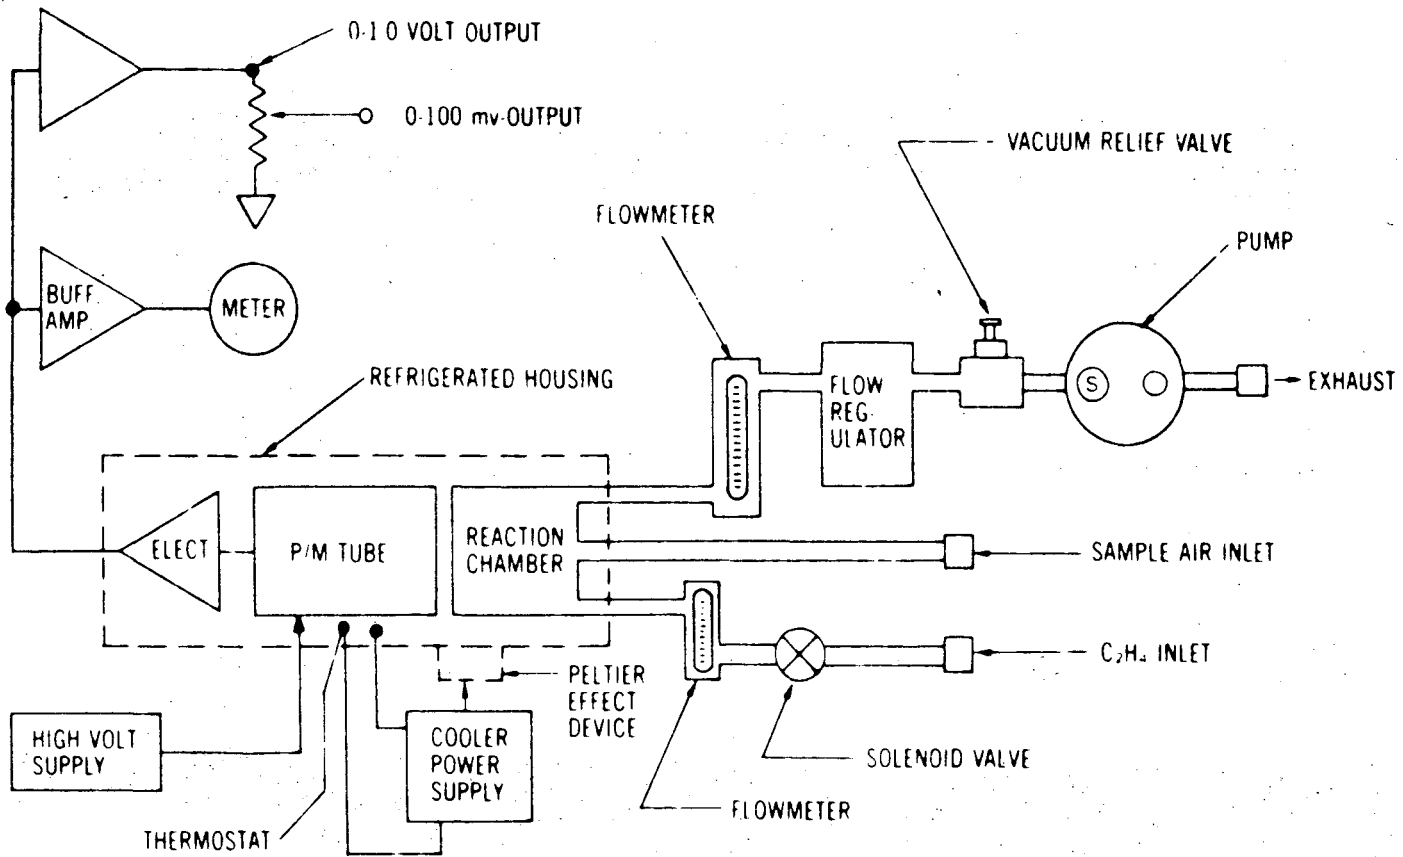 0-1.0 VOLT OUTPUT
0-100 mv-OUTPUT
VACUUM RELIEF VALVE
FLOWMETER
PUMP
BUFF.
AMP.
METER
REFRIGERATED HOUSING
FLOW
REG-
ULATOR
S
EXHAUST
ELECT
P/M TUBE
REACTION
CHAMBER
SAMPLE AIR INLET
C₂H₄ INLET
PELTIER
EFFECT
DEVICE
HIGH VOLT
SUPPLY
COOLER
POWER
SUPPLY
SOLENOID VALVE
FLOWMETER
THERMOSTAT